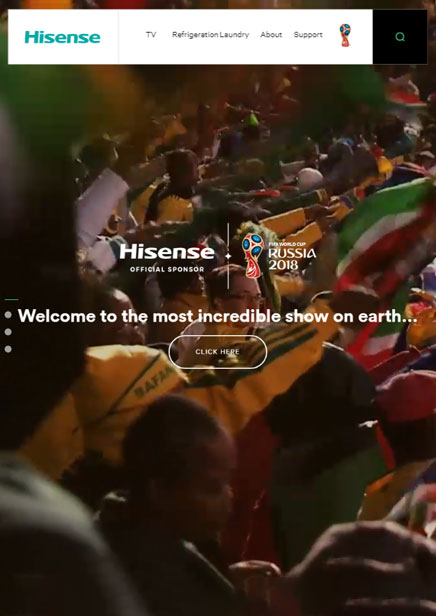 Hisense
TV Refrigeration Laundry About Support
Hisense
OFFICIAL SPONSOR
FIFA WORLD CUP
RUSSIA
2018
Welcome to the most incredible show on earth...
CLICK HERE
BAFANA